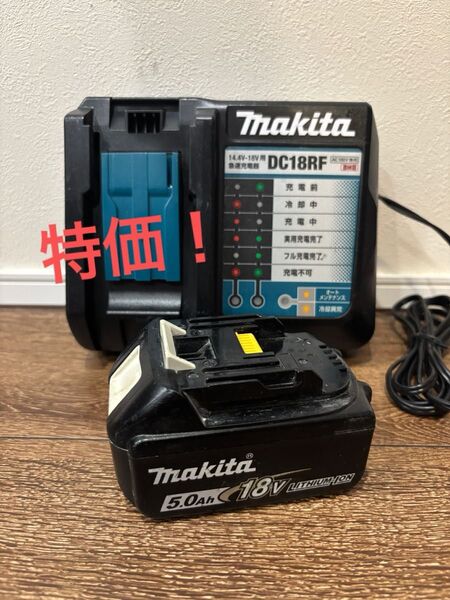 makita
14.4V-18V用
急速充電器
DC18RF
充電前
冷却中
充電中
実用充電完了
フル充電完了
充電不可
オート
メンテナンス
冷却異常
特価！
makita®
5.0Ah 18V LITHIUM-ION